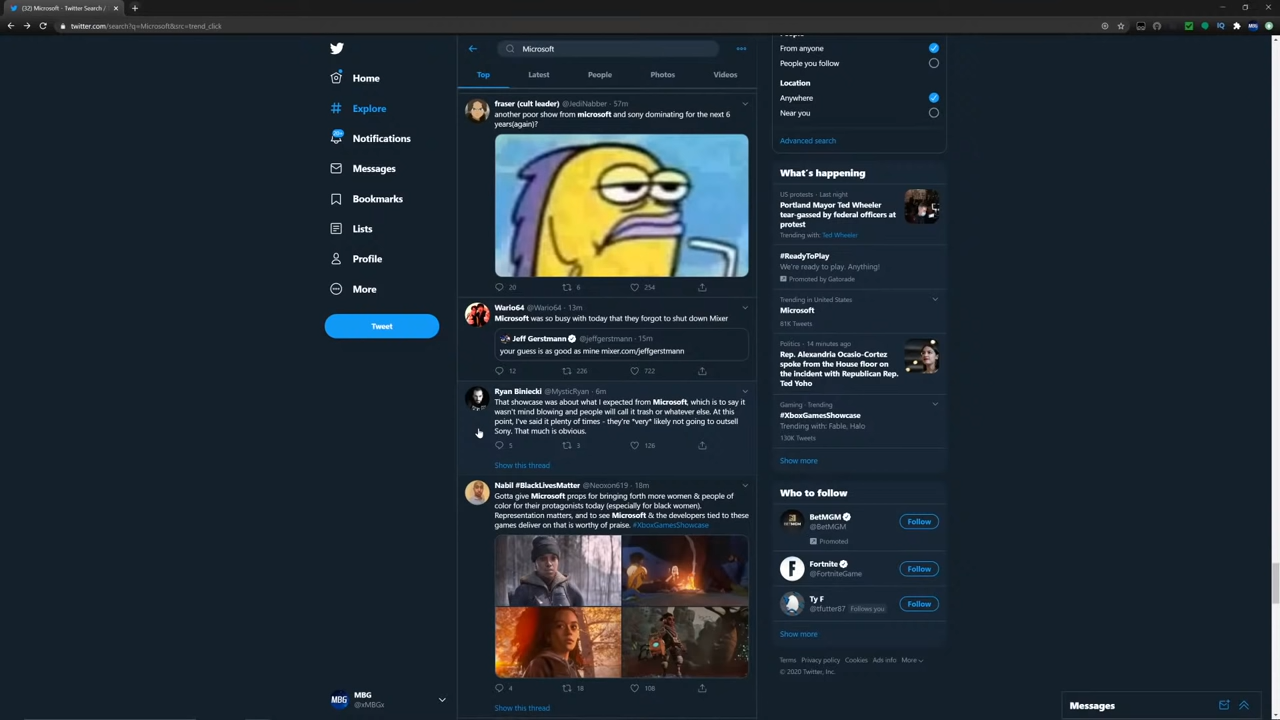 (32) Microsoft - Twitter Search /
twitter.com/search?q=Microsoft&src=trend_click
Home
Explore
20+
Notifications
Messages
Bookmarks
Lists
Profile
More
Tweet
MBG
MBG
@xMBGx
Microsoft
Top
Latest
People
Photos
Videos
fraser (cult leader) @JediNabber · 57m
another poor show from microsoft and sony dominating for the next 6
years(again)?
20
6
254
Wario64 @Wario64 · 13m
Microsoft was so busy with today that they forgot to shut down Mixer
Jeff Gerstmann @jeffgerstmann · 15m
your guess is as good as mine mixer.com/jeffgerstmann
12
226
722
Ryan Biniecki @MysticRyan · 6m
That showcase was about what I expected from Microsoft, which is to say it
wasn't mind blowing and people will call it trash or whatever else. At this
point, I've said it plenty of times - they're *very* likely not going to outsell
Sony. That much is obvious.
5
3
126
Show this thread
Nabil #BlackLivesMatter @Neoxon619 · 18m
Gotta give Microsoft props for bringing forth more women & people of
color for their protagonists today (especially for black women).
Representation matters, and to see Microsoft & the developers tied to these
games deliver on that is worthy of praise. #XboxGamesShowcase
4
18
108
Show this thread
From anyone
People you follow
Location
Anywhere
Near you
Advanced search
What's happening
US protests · Last night
Portland Mayor Ted Wheeler
tear-gassed by federal officers at
protest
Trending with: Ted Wheeler
#ReadyToPlay
We're ready to play. Anything!
Promoted by Gatorade
Trending in United States
Microsoft
81K Tweets
Politics · 14 minutes ago
Rep. Alexandria Ocasio-Cortez
spoke from the House floor on
the incident with Republican Rep.
Ted Yoho
Gaming · Trending
#XboxGamesShowcase
Trending with: Fable, Halo
130K Tweets
Show more
Who to follow
BetMGM
@BetMGM
Promoted
Follow
Fortnite
@FortniteGame
Follow
Ty F
@tfutter87 Follows you
Follow
Show more
Terms Privacy policy Cookies Ads info More
© 2020 Twitter, Inc.
Messages